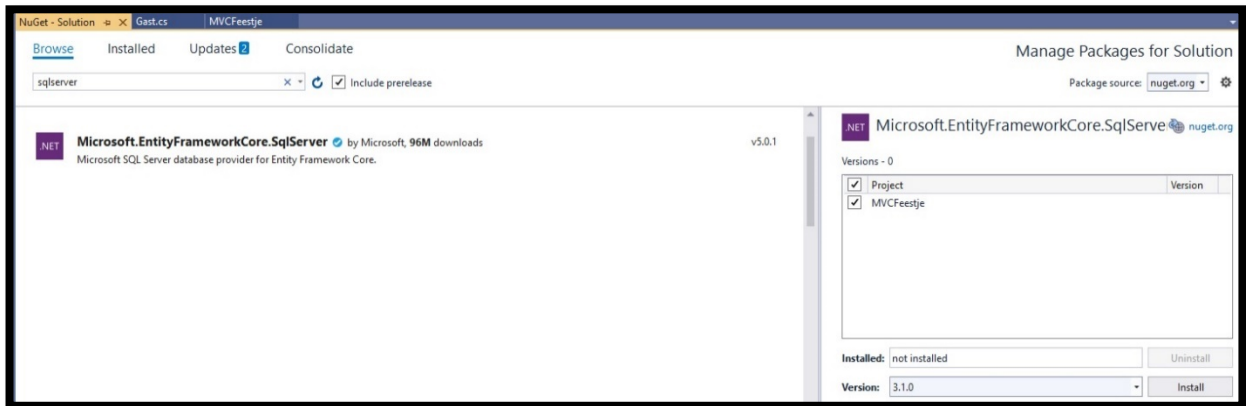 NuGet - Solution Gast.cs MVCFeestje
Browse Installed Updates 2 Consolidate
Manage Packages for Solution
sqlserver Include prerelease
Package source: nuget.org
.NET Microsoft.EntityFrameworkCore.SqlServer by Microsoft, 96M downloads v5.0.1
Microsoft SQL Server database provider for Entity Framework Core.
.NET Microsoft.EntityFrameworkCore.SqlServe nuget.org
Versions - 0
Project Version
MVCFeestje
Installed: not installed Uninstall
Version: 3.1.0 Install